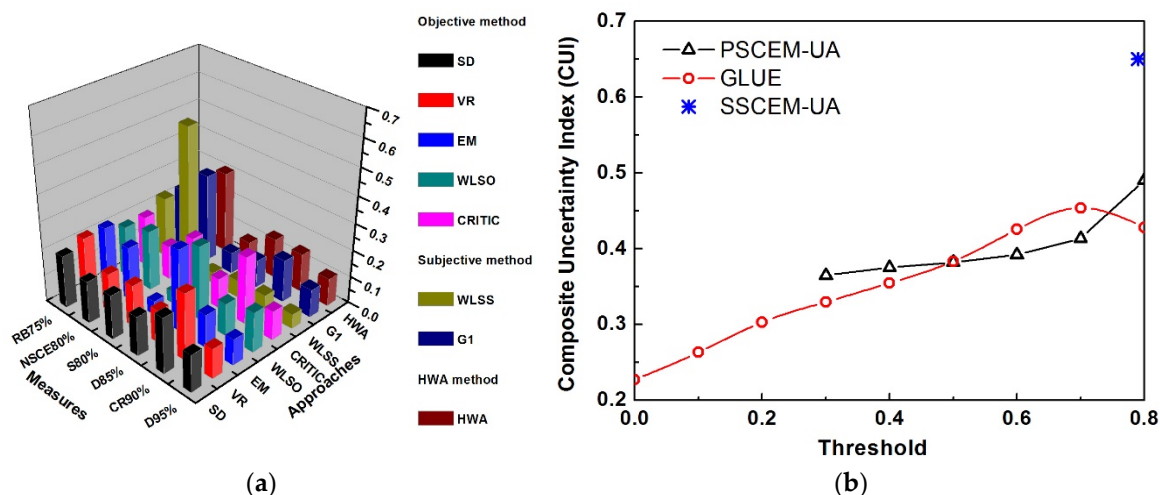 Objective method
SD
VR
EM
WLSO
CRITIC
Subjective method
WLSS
G1
HWA method
HWA
0.7
0.6
0.5
0.4
0.3
0.2
0.1
0.0
RB75%
NSCE80%
S80%
D85%
CR90%
D95%
Measures
SD
VR
EM
WLSO
CRITIC
WLSS
G1
HWA
Approaches
(a)
Composite Uncertainty Index (CUI)
0.7
0.6
0.5
0.4
0.3
0.2
PSCEM-UA
GLUE
SSCEM-UA
0.0 0.2 0.4 0.6 0.8
Threshold
(b)